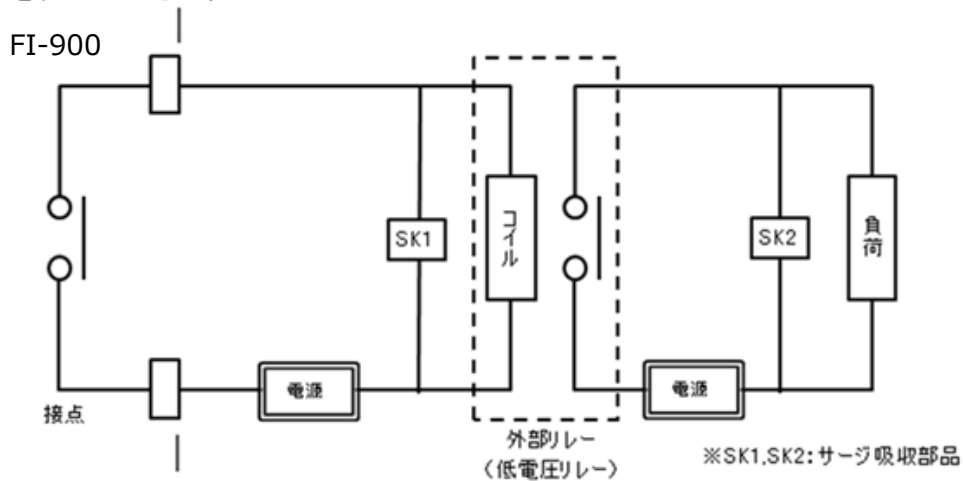 FI-900
SK1
コイル
SK2
負荷
電源
電源
接点
外部リレー
（低電圧リレー）
※SK1,SK2:サージ吸収部品